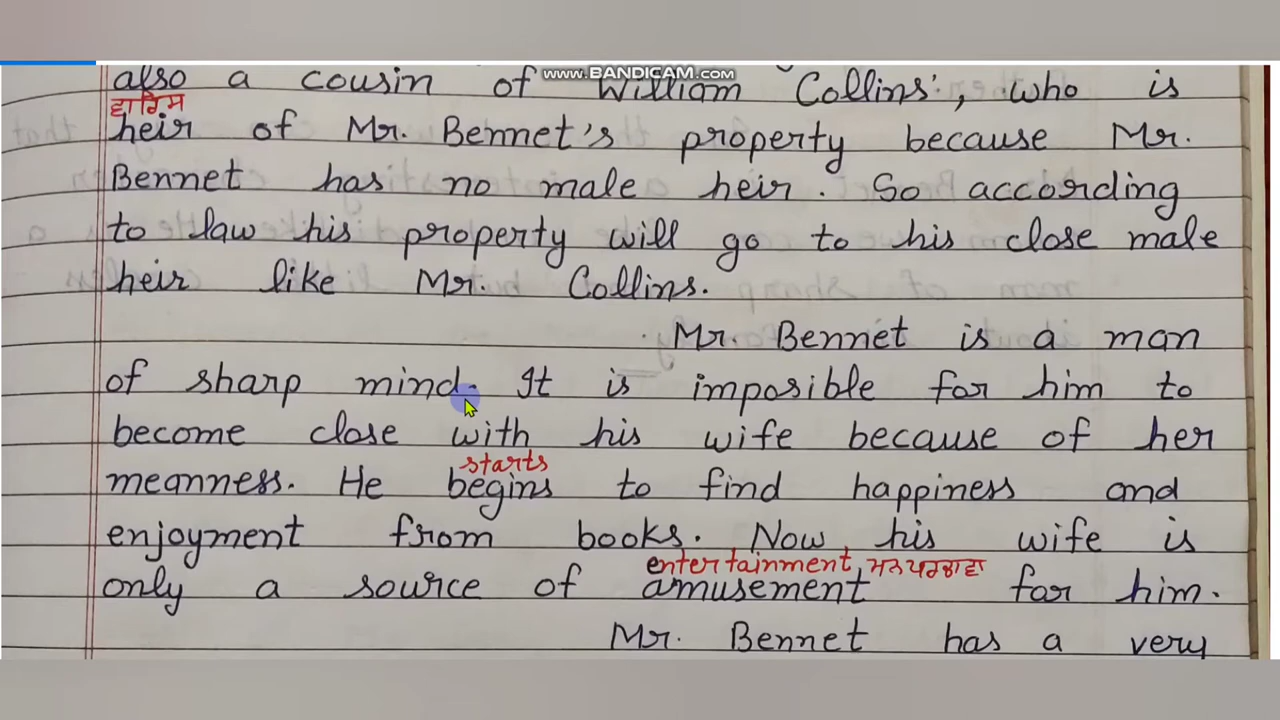 www.BANDICAM.com
also a cousin of William Collins', who is
ਵਾਰਿਸ
heir of Mr. Bennet's property because Mr.
Bennet has no male heir. So according
to law his property will go to his close male
heir like Mr. Collins.
Mr. Bennet is a man
of sharp mind. It is imposible for him to
become close with his wife because of her
starts
meanness. He begins to find happiness and
enjoyment from books. Now his wife is
entertainment, ਮਨਪਰਚਾਵਾ
only a source of amusement for him.
Mr. Bennet has a very